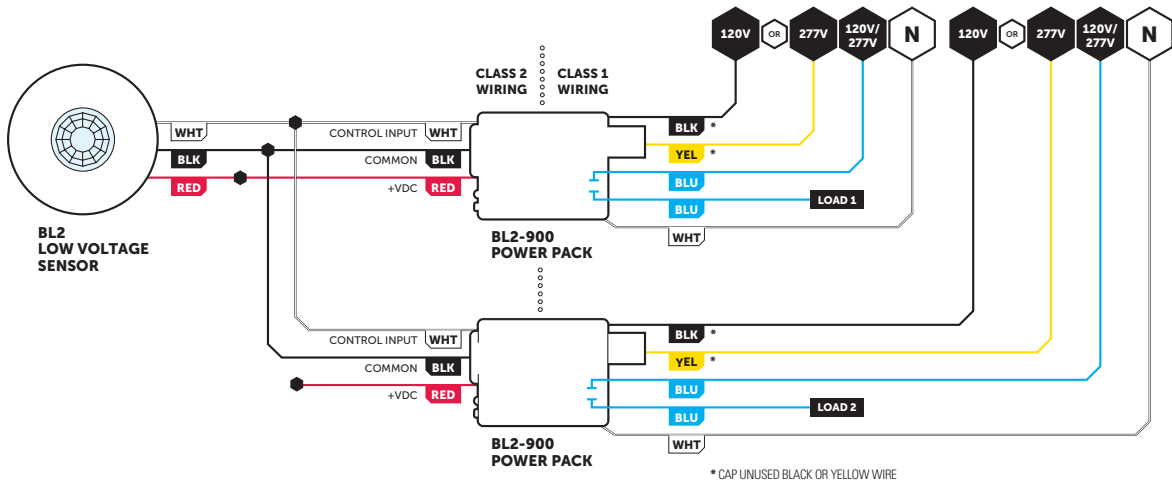 120V
OR
277V
120V/
277V
N
120V
OR
277V
120V/
277V
N
CLASS 2
WIRING
CLASS 1
WIRING
WHT
CONTROL INPUT WHT
BLK
COMMON BLK
RED
+VDC RED
BLK *
YEL *
BLU
BLU
LOAD 1
WHT
BL2
LOW VOLTAGE
SENSOR
BL2-900
POWER PACK
CONTROL INPUT WHT
COMMON BLK
+VDC RED
BLK *
YEL *
BLU
BLU
LOAD 2
WHT
BL2-900
POWER PACK
* CAP UNUSED BLACK OR YELLOW WIRE